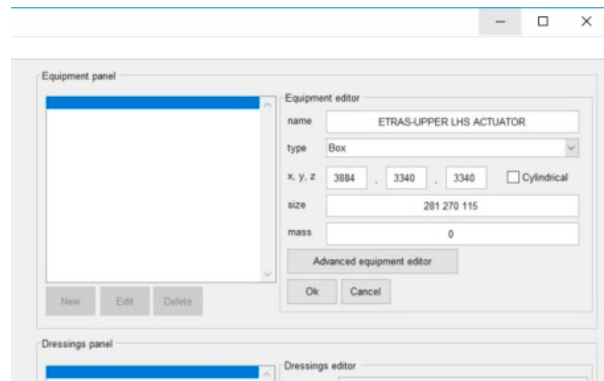 Equipment panel
Equipment editor
name ETRAS-UPPER LHS ACTUATOR
type Box
x, y, z 3884 , 3340 , 3340 Cylindrical
size 281 270 115
mass 0
Advanced equipment editor
Ok Cancel
New Edit Delete
Dressings panel
Dressings editor